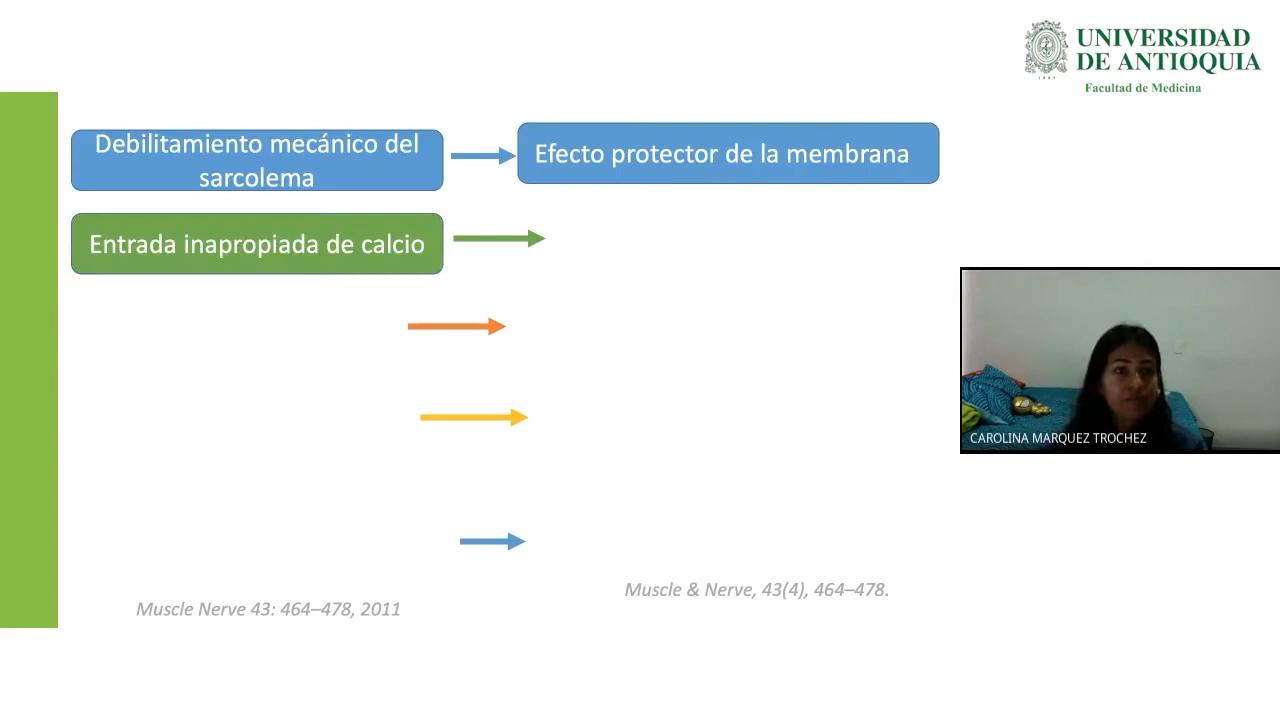 UNIVERSIDAD
DE ANTIOQUIA
1803
Facultad de Medicina
Debilitamiento mecánico del
sarcolema
Efecto protector de la membrana
Entrada inapropiada de calcio
CAROLINA MARQUEZ TROCHEZ
Muscle & Nerve, 43(4), 464–478.
Muscle Nerve 43: 464–478, 2011